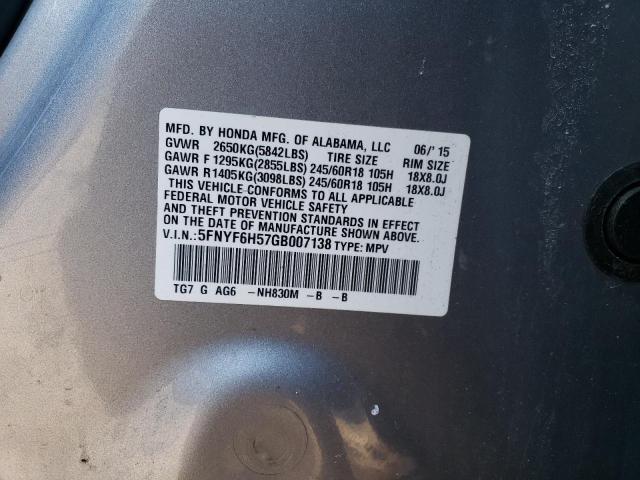 MFD. BY HONDA MFG. OF ALABAMA, LLC 06/'15
GVWR 2650KG(5842LBS) TIRE SIZE RIM SIZE
GAWR F 1295KG(2855LBS) 245/60R18 105H 18X8.0J
GAWR R1405KG(3098LBS) 245/60R18 105H 18X8.0J
THIS VEHICLE CONFORMS TO ALL APPLICABLE
FEDERAL MOTOR VEHICLE SAFETY
AND THEFT PREVENTION STANDARDS IN EFFECT
ON THE DATE OF MANUFACTURE SHOWN ABOVE.
V.I.N.:5FNYF6H57GB007138 TYPE: MPV
TG7 G AG6 -NH830M -B -B